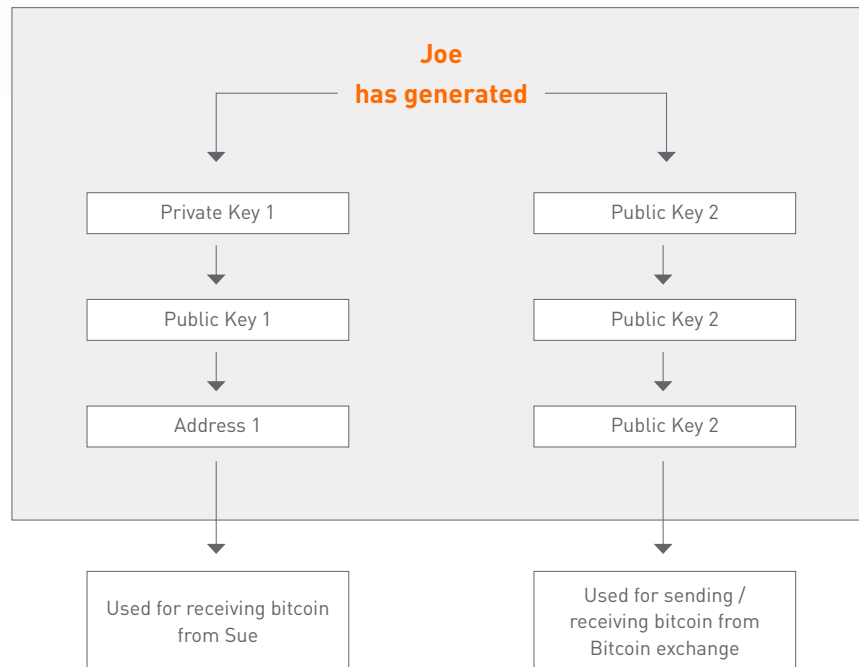 Joe
has generated
Private Key 1
Public Key 2
Public Key 1
Public Key 2
Address 1
Public Key 2
Used for receiving bitcoin
from Sue
Used for sending /
receiving bitcoin from
Bitcoin exchange